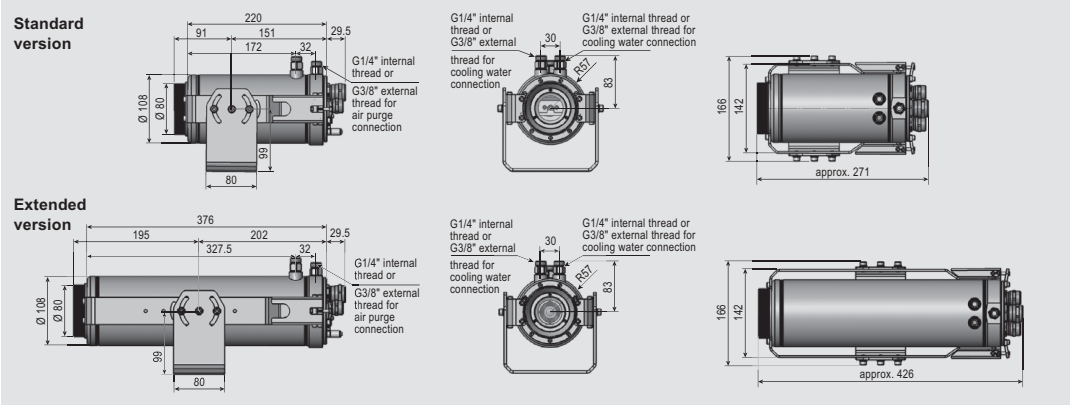 Standard
version
220
91
151
29.5
172
32
G1/4" internal
thread or
G3/8" external
thread for
air purge
connection
Ø 108
Ø 80
99
80
G1/4" internal
thread or
G3/8" external
thread for
cooling water
connection
30
G1/4" internal thread or
G3/8" external thread for
cooling water connection
R57
83
166
142
approx. 271
Extended
version
376
195
202
29.5
327.5
32
G1/4" internal
thread or
G3/8" external
thread for
air purge
connection
Ø 108
Ø 80
99
80
G1/4" internal
thread or
G3/8" external
thread for
cooling water
connection
30
G1/4" internal thread or
G3/8" external thread for
cooling water connection
R57
83
166
142
approx. 426